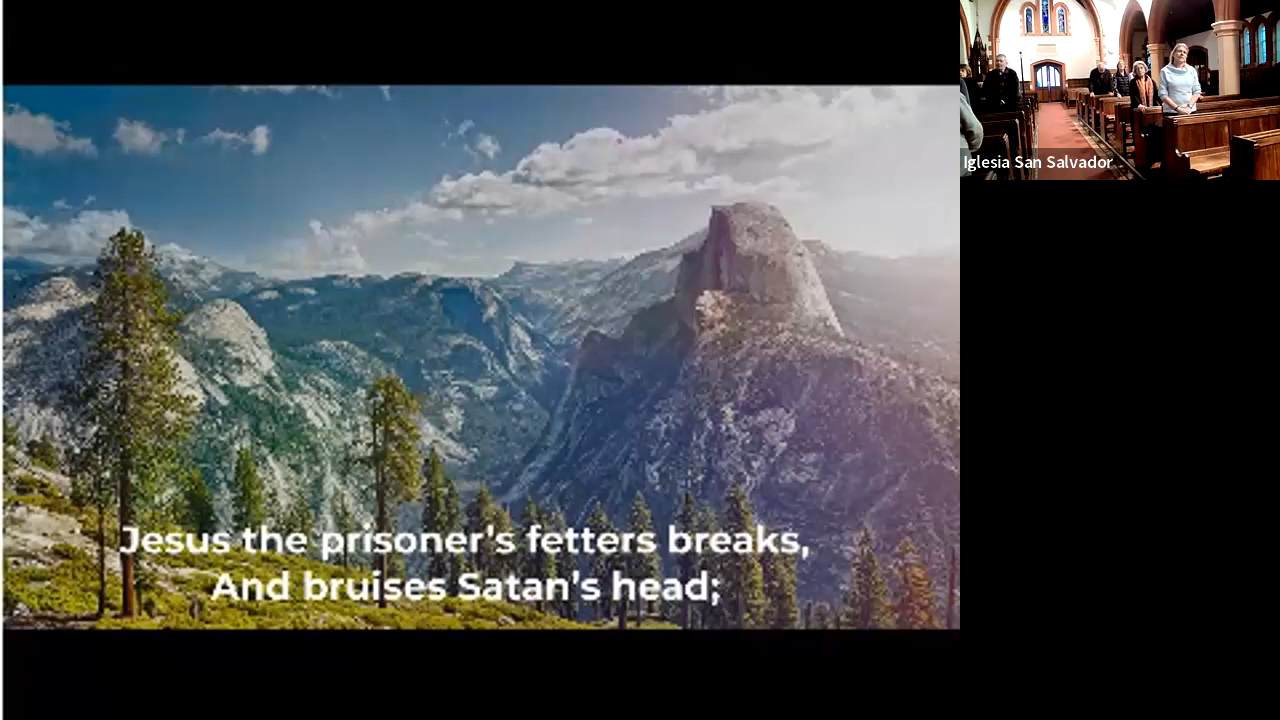 Iglesia San Salvador
Jesus the prisoner's fetters breaks,
And bruises Satan's head;